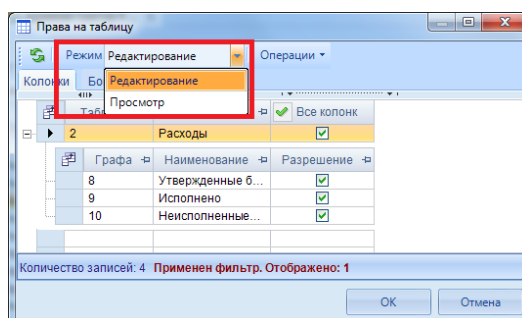 Права на таблицу
Режим Редактирование Операции
Колонки
Редактирование
Просмотр
Все колонк
2 Расходы
Графа Наименование Разрешение
8 Утвержденные б...
9 Исполнено
10 Неисполненные...
Количество записей: 4 Применен фильтр. Отображено: 1
OK Отмена